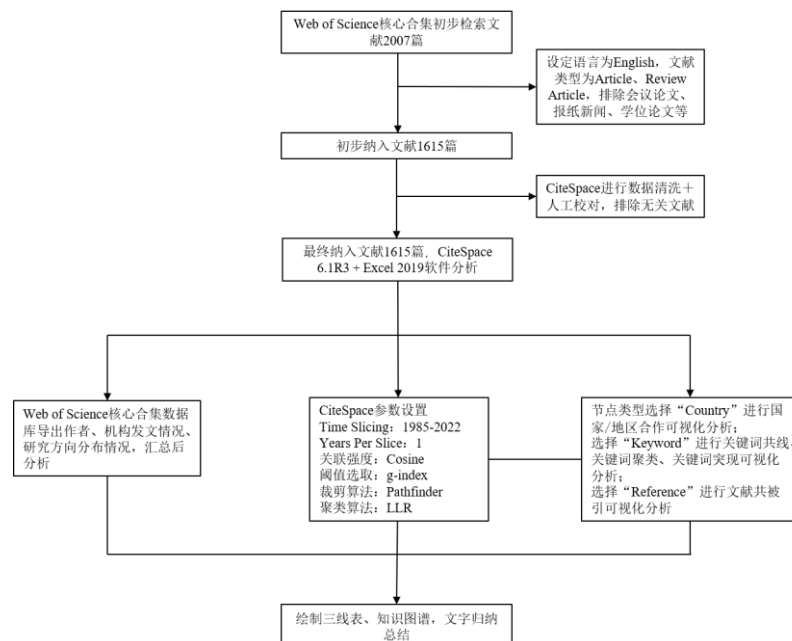 Web of Science核心合集初步检索文
献2007篇
设定语言为English，文献
类型为Article、Review
Article，排除会议论文、
报纸新闻、学位论文等
初步纳入文献1615篇
CiteSpace进行数据清洗＋
人工校对，排除无关文献
最终纳入文献1615篇，CiteSpace
6.1R3 + Excel 2019软件分析
Web of Science核心合集数据
库导出作者、机构发文情况、
研究方向分布情况，汇总后
分析
CiteSpace参数设置
Time Slicing: 1985-2022
Years Per Slice: 1
关联强度：Cosine
阈值选取：g-index
裁剪算法：Pathfinder
聚类算法：LLR
节点类型选择“Country”进行国
家/地区合作可视化分析；
选择“Keyword”进行关键词共线、
关键词聚类、关键词突现可视化
分析；
选择“Reference”进行文献共被
引可视化分析
绘制三线表、知识图谱，文字归纳
总结